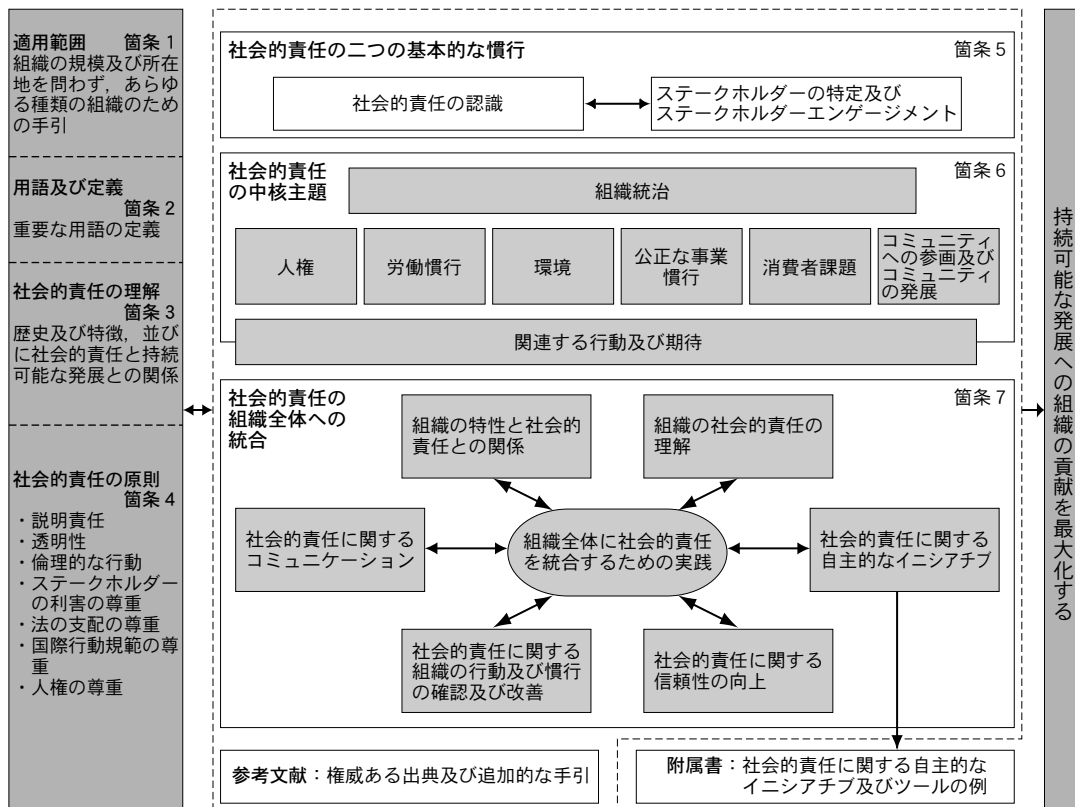 適用範囲　箇条 1
組織の規模及び所在
地を問わず，あらゆ
る種類の組織のため
の手引
用語及び定義
箇条 2
重要な用語の定義
社会的責任の理解
箇条 3
歴史及び特徴，並び
に社会的責任と持続
可能な発展との関係
社会的責任の原則
箇条 4
・説明責任
・透明性
・倫理的な行動
・ステークホルダー
の利害の尊重
・法の支配の尊重
・国際行動規範の尊
重
・人権の尊重
社会的責任の二つの基本的な慣行
箇条 5
社会的責任の認識
ステークホルダーの特定及び
ステークホルダーエンゲージメント
社会的責任
の中核主題
箇条 6
組織統治
人権
労働慣行
環境
公正な事業
慣行
消費者課題
コミュニティ
への参画及び
コミュニティ
の発展
関連する行動及び期待
社会的責任の
組織全体への
統合
箇条 7
組織の特性と社会的
責任との関係
組織の社会的責任の
理解
社会的責任に関する
コミュニケーション
組織全体に社会的責任
を統合するための実践
社会的責任に関する
自主的なイニシアチブ
社会的責任に関する
組織の行動及び慣行
の確認及び改善
社会的責任に関する
信頼性の向上
参考文献：権威ある出典及び追加的な手引
附属書：社会的責任に関する自主的な
イニシアチブ及びツールの例
持続可能な発展への組織の貢献を最大化する